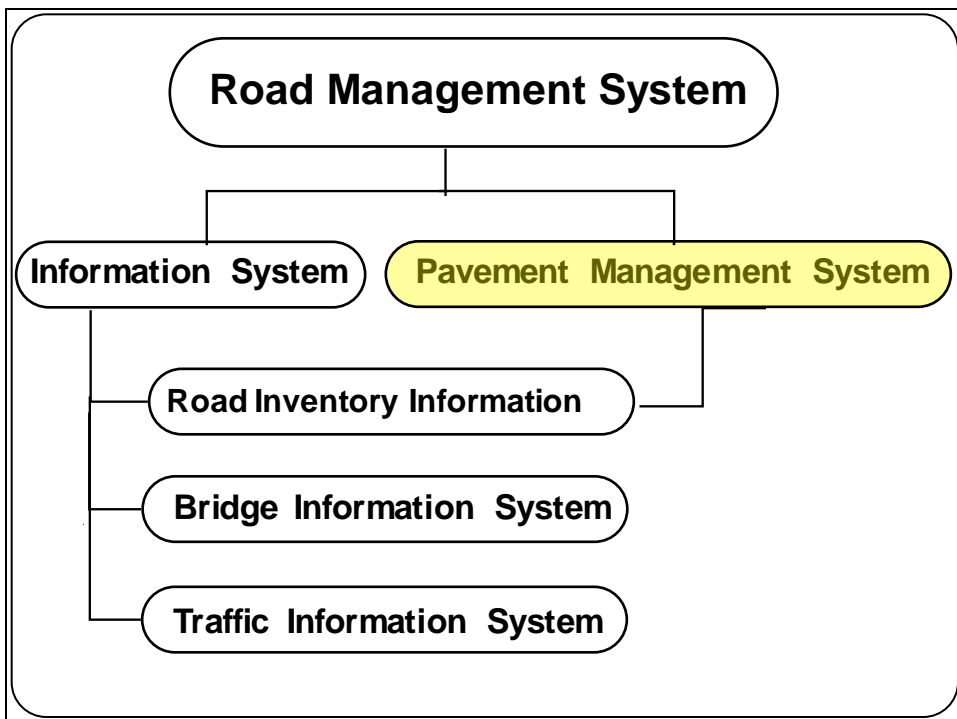 Road Management System
Information System
Pavement Management System
Road Inventory Information
Bridge Information System
Traffic Information System